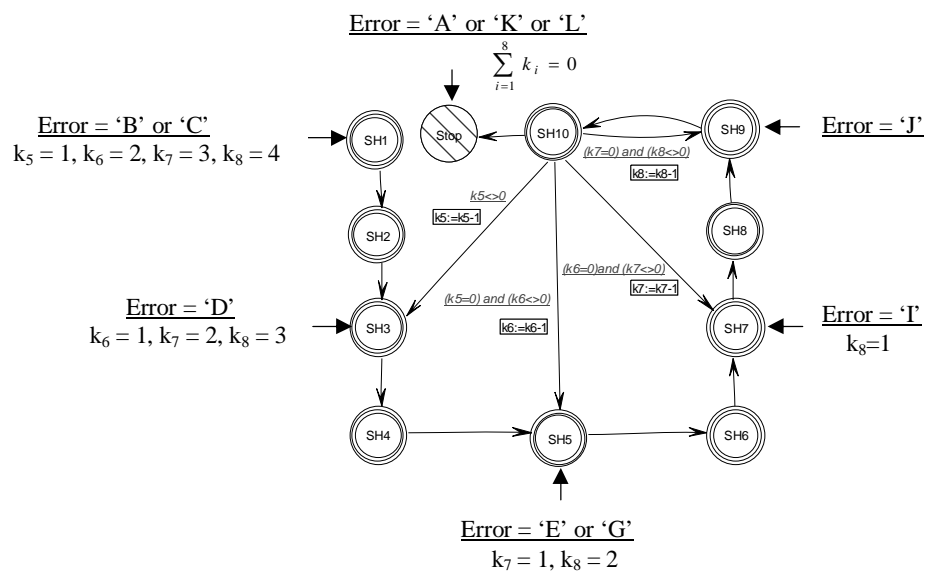 Error = ‘A’ or ‘K’ or ‘L’
8
∑ k i = 0
i=1
Error = ‘B’ or ‘C’
k5 = 1, k6 = 2, k7 = 3, k8 = 4
SH1
Stop
SH10
SH9
Error = ‘J’
(k7=0) and (k8<>0)
k8:=k8-1
k5<>0
k5:=k5-1
SH2
SH8
(k6=0)and (k7<>0)
k7:=k7-1
Error = ‘D’
k6 = 1, k7 = 2, k8 = 3
SH3
(k5=0) and (k6<>0)
k6:=k6-1
SH7
Error = ‘I’
k8=1
SH4
SH5
SH6
Error = ‘E’ or ‘G’
k7 = 1, k8 = 2